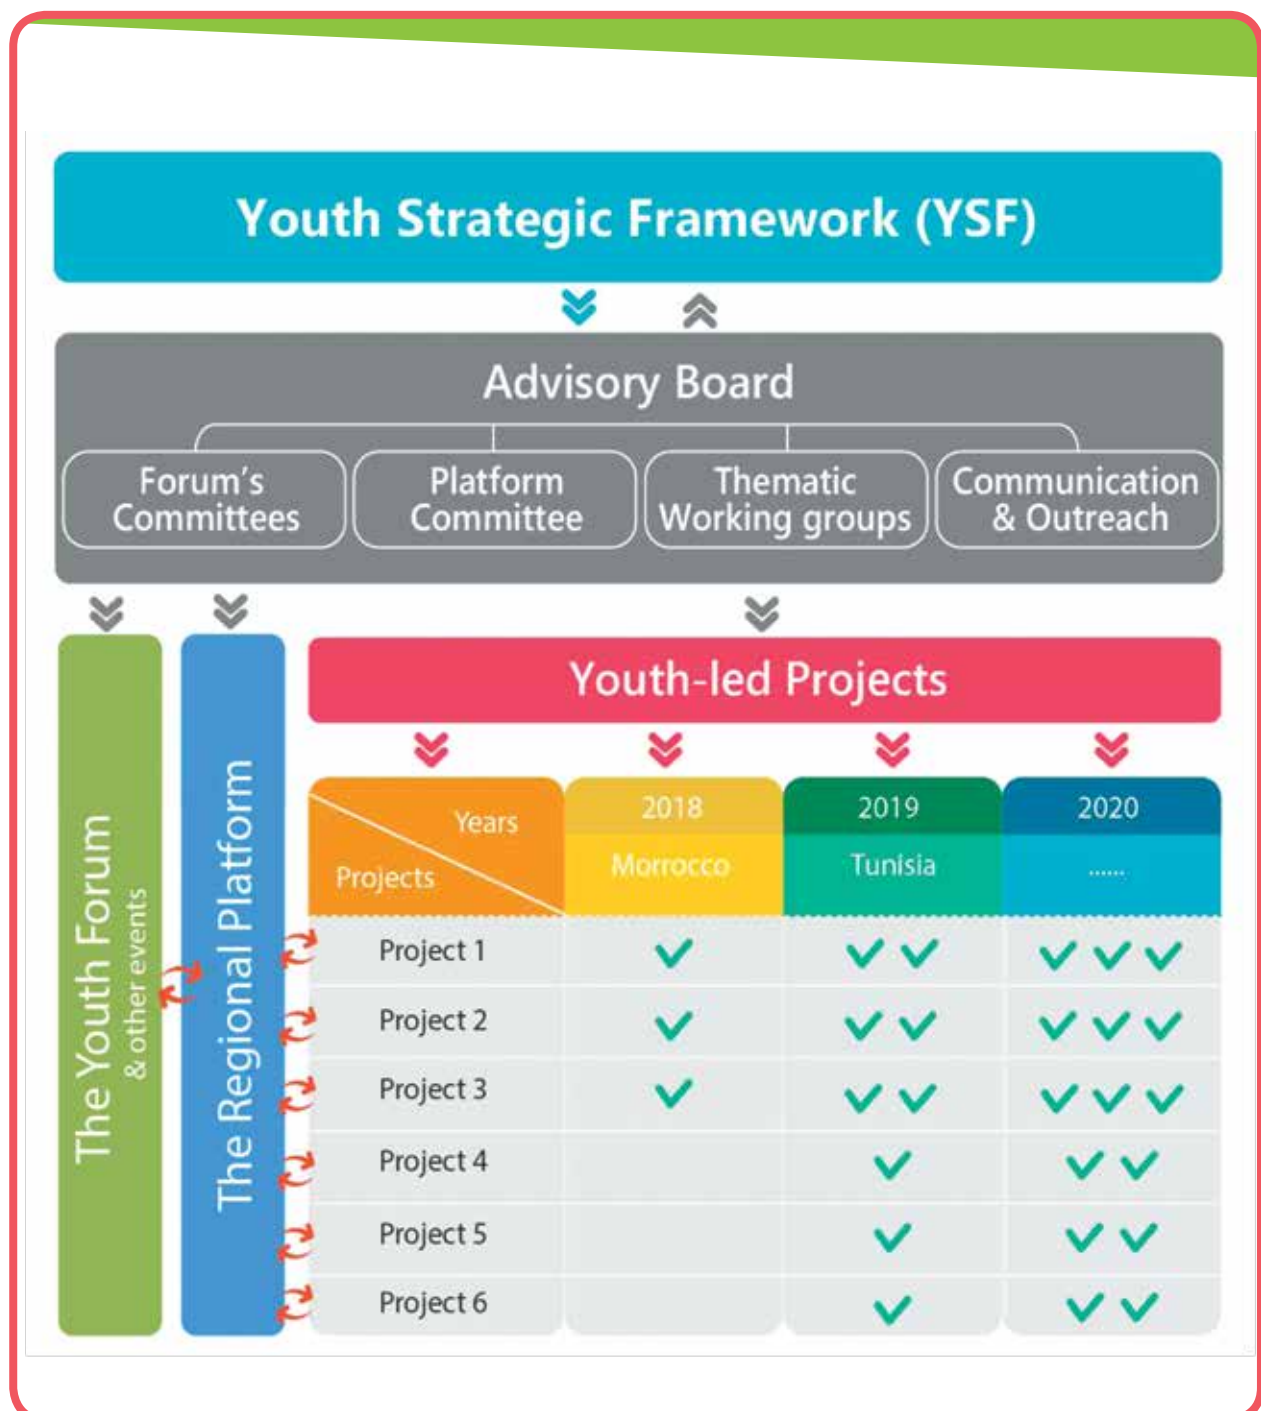 Youth Strategic Framework (YSF)
Advisory Board
Forum's
Committees
Platform
Committee
Thematic
Working groups
Communication
& Outreach
The Youth Forum
& other events
The Regional Platform
Youth-led Projects
Years
Projects
2018
Morrocco
2019
Tunisia
2020
......
Project 1
Project 2
Project 3
Project 4
Project 5
Project 6